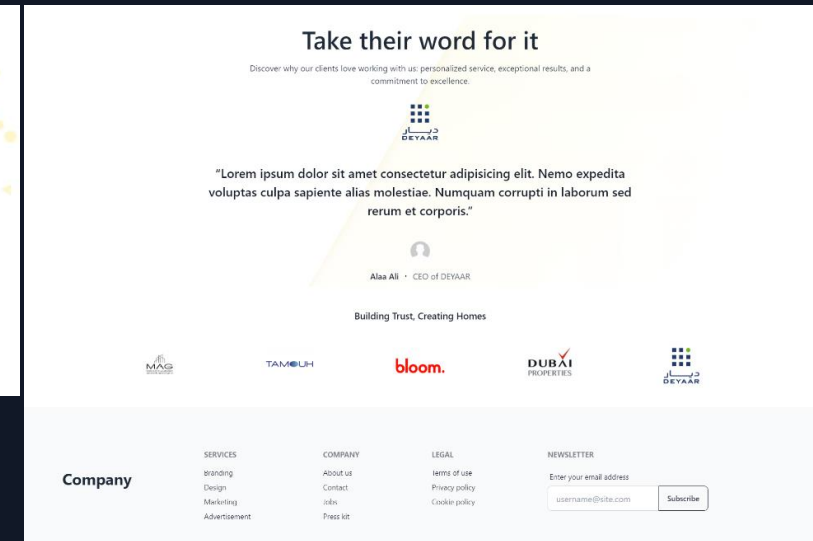 Take their word for it
Discover why our clients love working with us: personalized service, exceptional results, and a
commitment to excellence.
ديار
DEYAAR
“Lorem ipsum dolor sit amet consectetur adipisicing elit. Nemo expedita
voluptas culpa sapiente alias molestiae. Numquam corrupti in laborum sed
rerum et corporis.”
Alaa Ali • CEO of DEYAAR
Building Trust, Creating Homes
MAG
TAMOUH
bloom.
DUBAI
PROPERTIES
ديار
DEYAAR
Company
SERVICES
Branding
Design
Marketing
Advertisement
COMPANY
About us
Contact
Jobs
Press kit
LEGAL
Terms of use
Privacy policy
Cookie policy
NEWSLETTER
Enter your email address
username@site.com
Subscribe